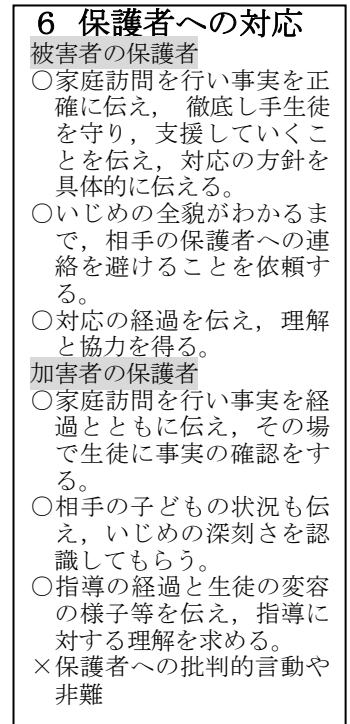 ６ 保護者への対応
被害者の保護者
○家庭訪問を行い事実を正
確に伝え， 徹底し手生徒
を守り，支援していくこ
とを伝え，対応の方針を
具体的に伝える。
○いじめの全貌がわかるま
で，相手の保護者への連
絡を避けることを依頼す
る。
○対応の経過を伝え，理解
と協力を得る。
加害者の保護者
○家庭訪問を行い事実を経
過とともに伝え，その場
で生徒に事実の確認をす
る。
○相手の子どもの状況も伝
え，いじめの深刻さを認
識してもらう。
○指導の経過と生徒の変容
の様子等を伝え，指導に
対する理解を求める。
×保護者への批判的言動や
非難